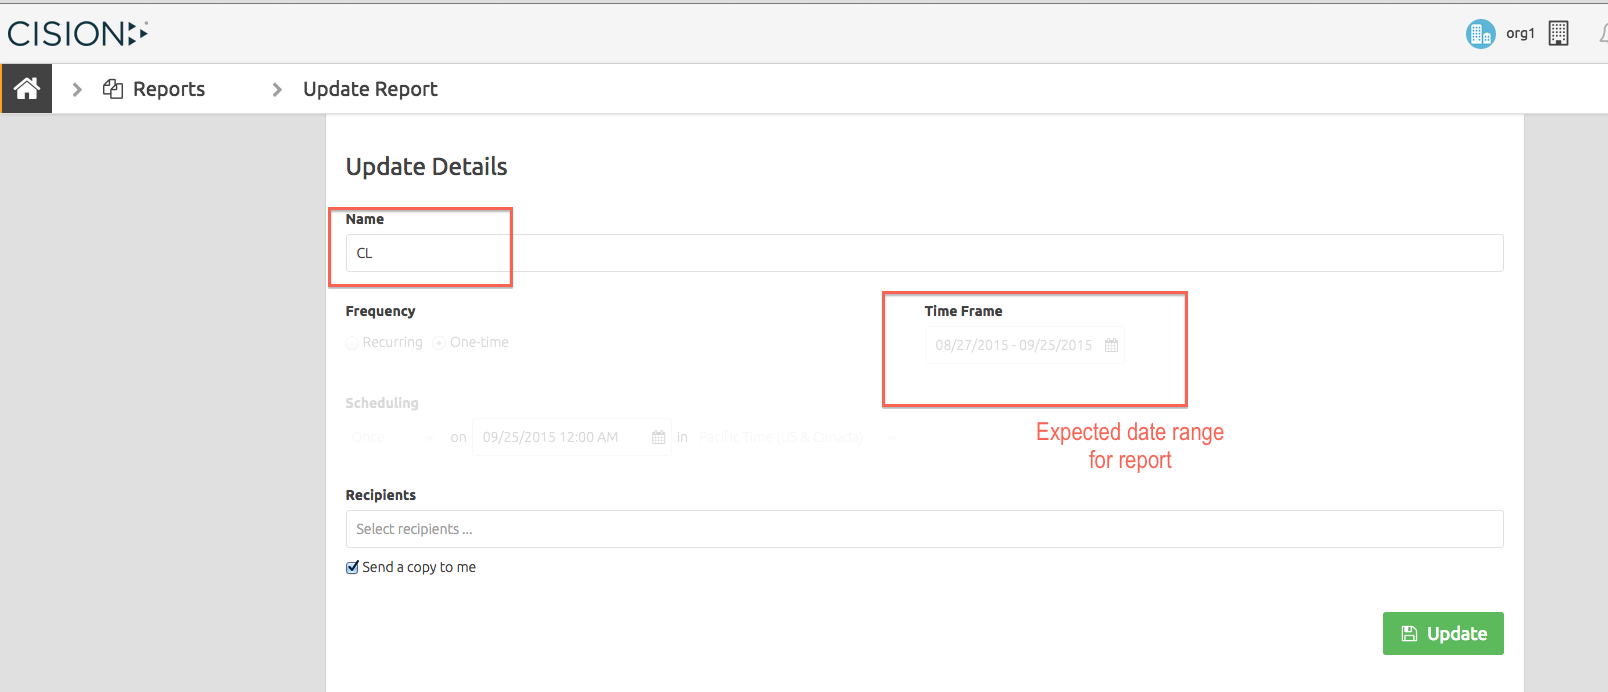 CISION
org1
Reports
Update Report
Update Details
Name
CL
Frequency
Time Frame
Recurring One-time
08/27/2015 - 09/25/2015
Scheduling
Once on 09/25/2015 12:00 AM in Pacific Time (US & Canada)
Expected date range
for report
Recipients
Select recipients ...
Send a copy to me
Update